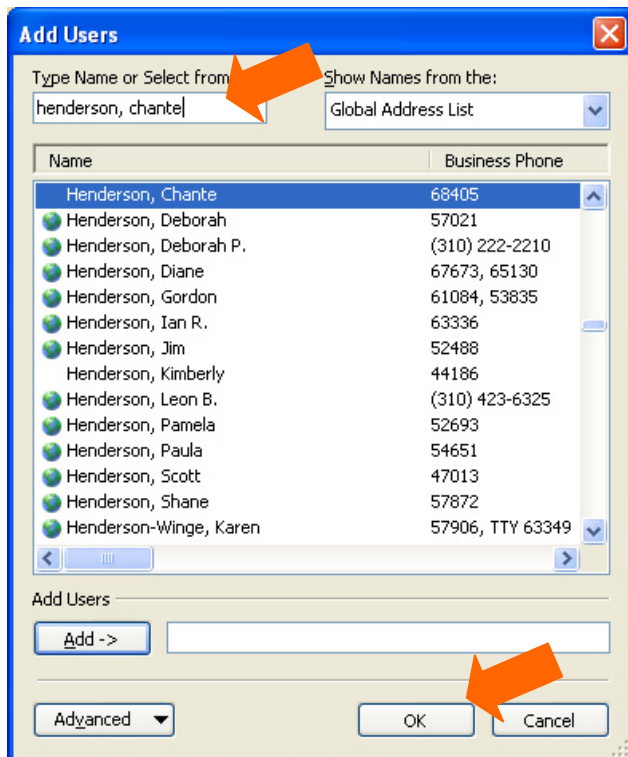 Add Users
Type Name or Select from
Show Names from the:
henderson, chante
Global Address List
Name Business Phone
Henderson, Chante 68405
Henderson, Deborah 57021
Henderson, Deborah P. (310) 222-2210
Henderson, Diane 67673, 65130
Henderson, Gordon 61084, 53835
Henderson, Ian R. 63336
Henderson, Jim 52488
Henderson, Kimberly 44186
Henderson, Leon B. (310) 423-6325
Henderson, Pamela 52693
Henderson, Paula 54651
Henderson, Scott 47013
Henderson, Shane 57872
Henderson-Winge, Karen 57906, TTY 63349
Add Users
Add ->
Advanced OK Cancel